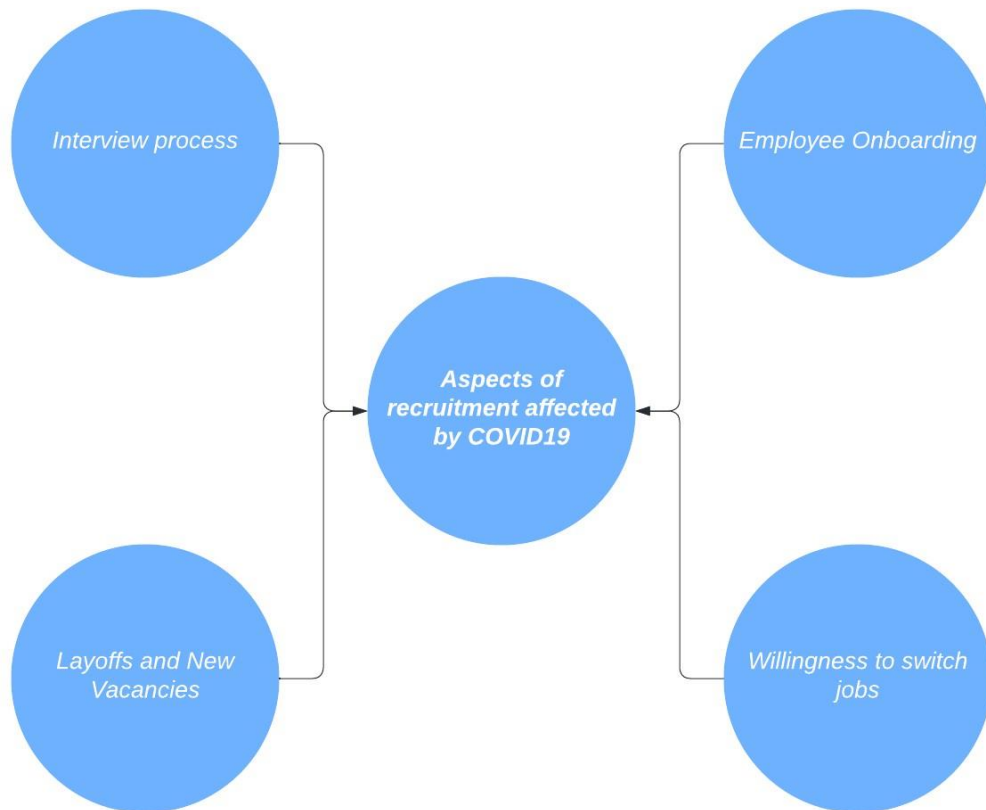 Interview process
Employee Onboarding
Aspects of
recruitment affected
by COVID19
Layoffs and New
Vacancies
Willingness to switch
jobs